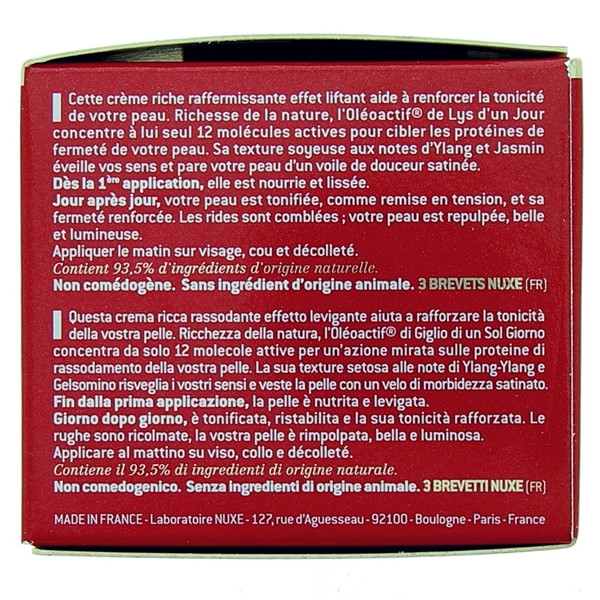 Cette crème riche raffermissante effet liftant aide à renforcer la tonicité
de votre peau. Richesse de la nature, l'Oléoactif® de Lys d'un Jour
concentre à lui seul 12 molécules actives pour cibler les protéines de
fermeté de votre peau. Sa texture soyeuse aux notes d'Ylang et Jasmin
éveille vos sens et pare votre peau d'un voile de douceur satinée.
Dès la 1ère application, elle est nourrie et lissée.
Jour après jour, votre peau est tonifiée, comme remise en tension, et sa
fermeté renforcée. Les rides sont comblées ; votre peau est repulpée, belle
et lumineuse.
Appliquer le matin sur visage, cou et décolleté.
Contient 93,5% d'ingrédients d'origine naturelle.
Non comédogène. Sans ingrédient d'origine animale. 3 BREVETS NUXE (FR)
Questa crema ricca rassodante effetto levigante aiuta a rafforzare la tonicità
della vostra pelle. Ricchezza della natura, l'Oléoactif® di Giglio di un Sol Giorno
concentra da solo 12 molecole attive per un'azione mirata sulle proteine di
rassodamento della vostra pelle. La sua texture setosa alle note di Ylang-Ylang e
Gelsomino risveglia i vostri sensi e veste la pelle con un velo di morbidezza satinato.
Fin dalla prima applicazione, la pelle è nutrita e levigata.
Giorno dopo giorno, è tonificata, ristabilita e la sua tonicità rafforzata. Le
rughe sono ricolmate, la vostra pelle è rimpolpata, bella e luminosa.
Applicare al mattino su viso, collo e décolleté.
Contiene il 93,5% di ingredienti di origine naturale.
Non comedogenico. Senza ingredienti di origine animale. 3 BREVETTI NUXE (FR)
MADE IN FRANCE - Laboratoire NUXE - 127, rue d'Aguesseau - 92100 - Boulogne - Paris - France